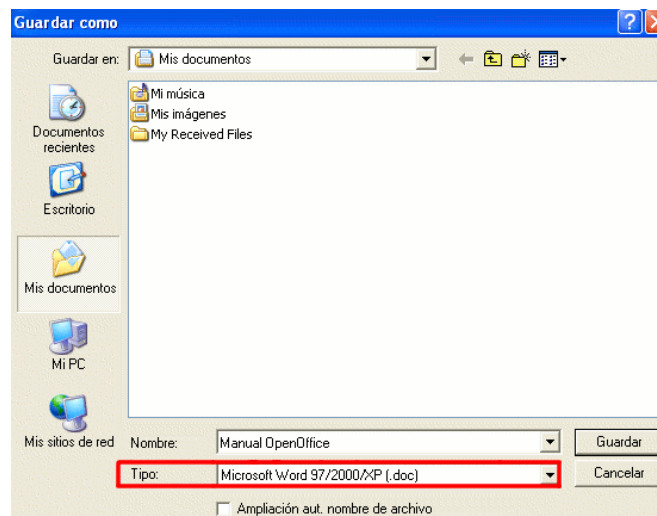 Guardar como
Guardar en:
Mis documentos
Mi música
Mis imágenes
My Received Files
Documentos
recientes
Escritorio
Mis documentos
Mi PC
Mis sitios de red
Nombre:
Manual OpenOffice
Guardar
Tipo:
Microsoft Word 97/2000/XP (.doc)
Cancelar
Ampliación aut. nombre de archivo